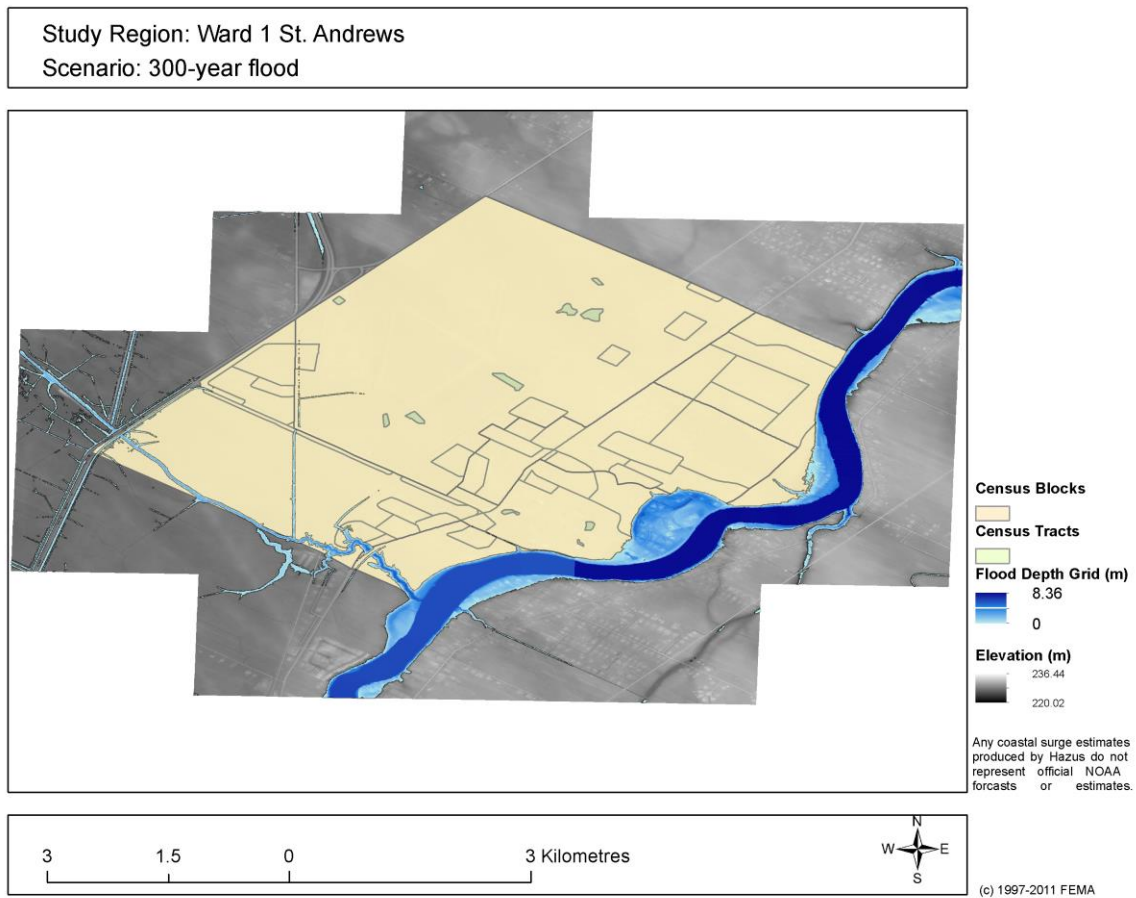 Study Region: Ward 1 St. Andrews
Scenario: 300-year flood
Census Blocks
Census Tracts
Flood Depth Grid (m)
8.36
0
Elevation (m)
236.44
220.02
Any coastal surge estimates
produced by Hazus do not
represent official NOAA
forcasts or estimates.
3 1.5 0 3 Kilometres
N
W E
S
(c) 1997-2011 FEMA